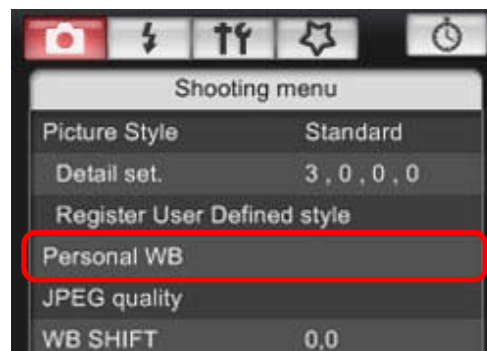 Shooting menu
Picture Style Standard
Detail set. 3 , 0 , 0 , 0
Register User Defined style
Personal WB
JPEG quality
WB SHIFT 0,0